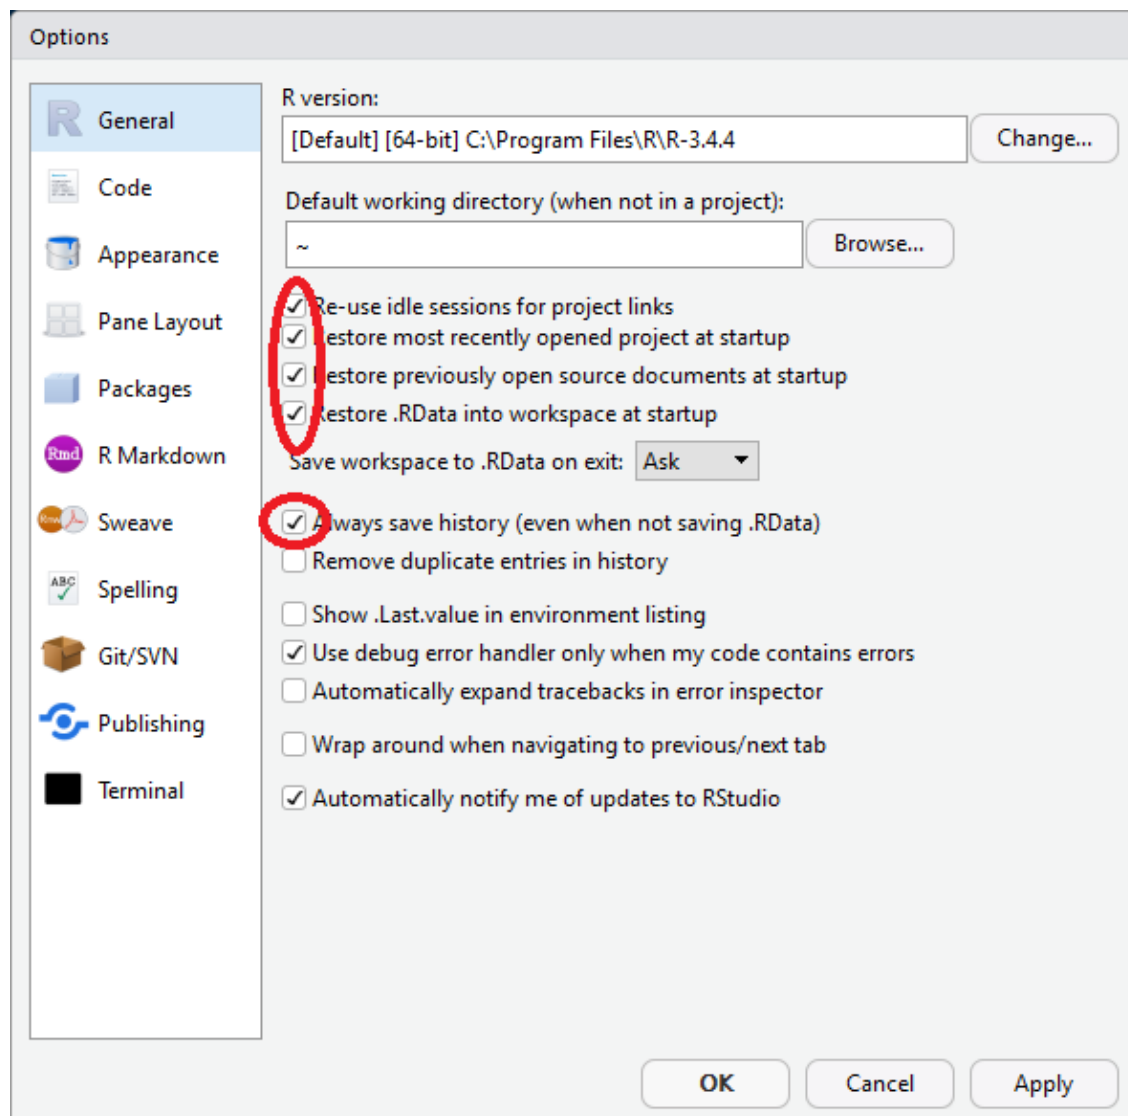 Options
General
Code
Appearance
Pane Layout
Packages
Rmd
R Markdown
Rnw
Sweave
ABC
Spelling
Git/SVN
Publishing
Terminal
R version:
[Default] [64-bit] C:\Program Files\R\R-3.4.4
Change...
Default working directory (when not in a project):
~
Browse...
Re-use idle sessions for project links
Restore most recently opened project at startup
Restore previously open source documents at startup
Restore .RData into workspace at startup
Save workspace to .RData on exit: Ask
Always save history (even when not saving .RData)
Remove duplicate entries in history
Show .Last.value in environment listing
Use debug error handler only when my code contains errors
Automatically expand tracebacks in error inspector
Wrap around when navigating to previous/next tab
Automatically notify me of updates to RStudio
OK Cancel Apply